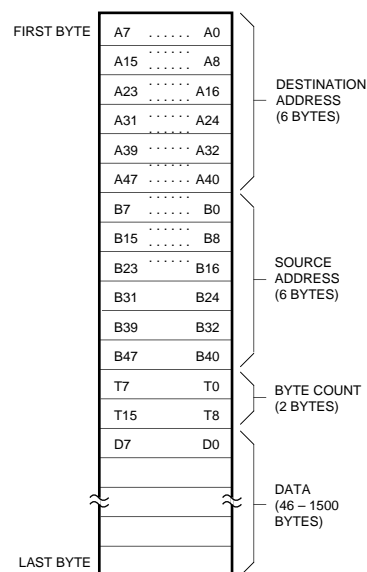 FIRST BYTE
A7 ...... A0
A15 ...... A8
A23 ...... A16
A31 ...... A24
A39 ...... A32
A47 ...... A40
DESTINATION
ADDRESS
(6 BYTES)
B7 ...... B0
B15 ...... B8
B23 ...... B16
B31 B24
B39 B32
B47 B40
SOURCE
ADDRESS
(6 BYTES)
T7 T0
T15 T8
BYTE COUNT
(2 BYTES)
D7 D0
DATA
(46 – 1500
BYTES)
LAST BYTE